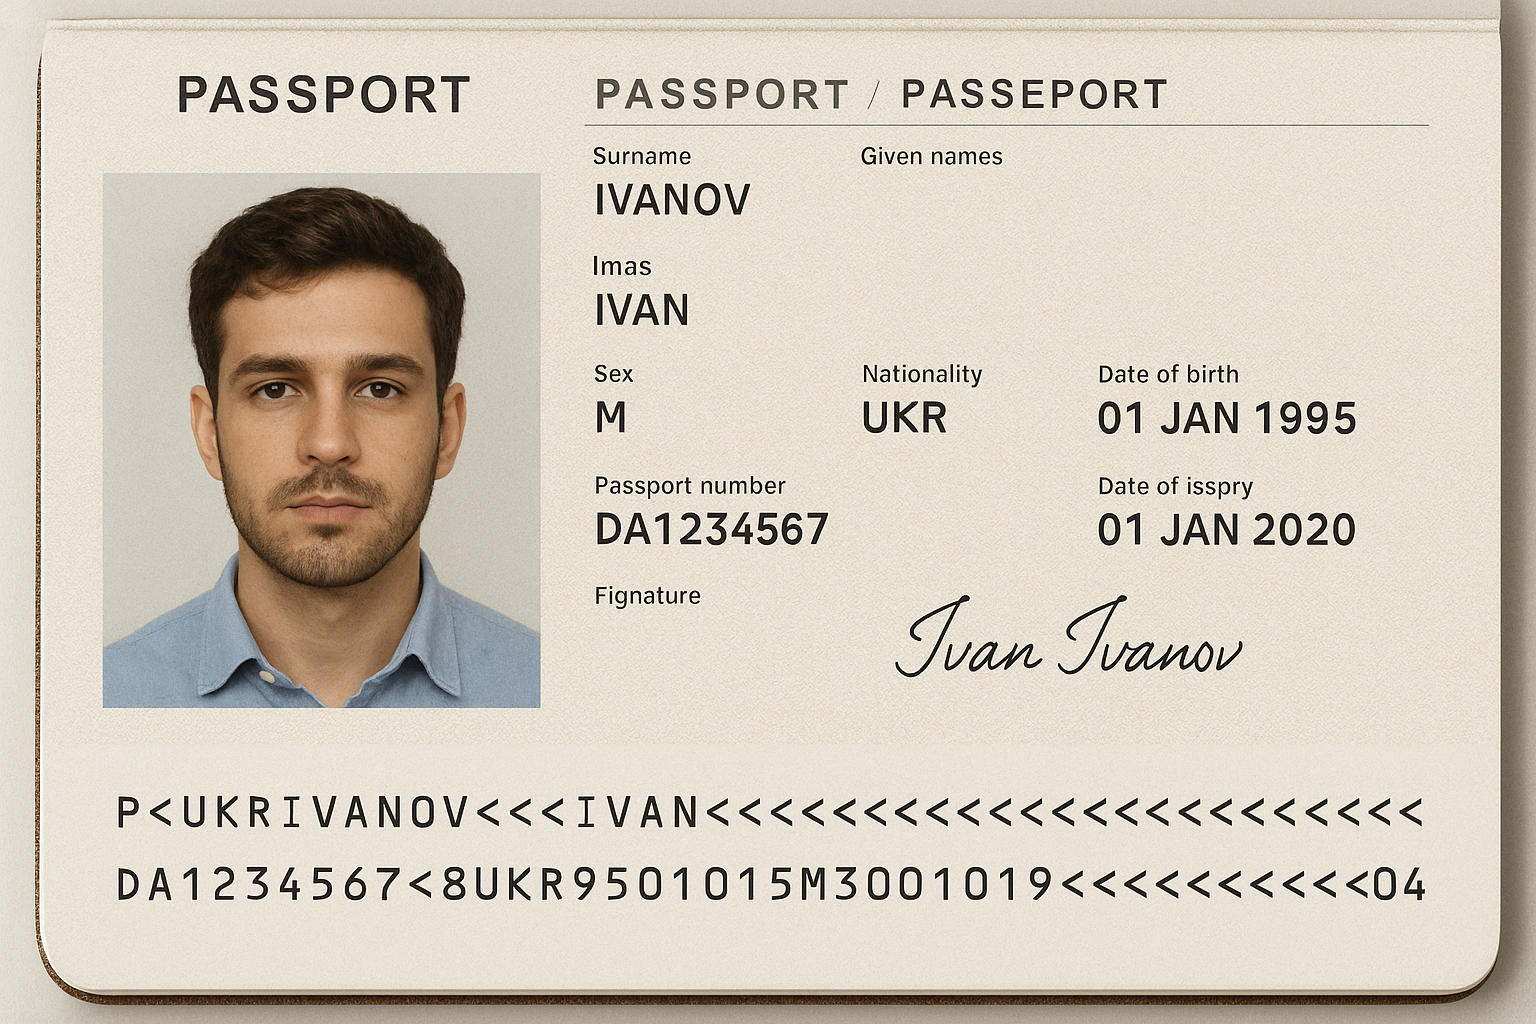 PASSPORT
PASSPORT / PASSEPORT
Surname Given names
IVANOV
Imas
IVAN
Sex Nationality Date of birth
M UKR 01 JAN 1995
Passport number Date of isspry
DA1234567 01 JAN 2020
Fignature
Ivan Ivanov
P<UKRIVANOV<<<IVAN<<<<<<<<<<<<<<<<<<<<<<<
DA1234567<8UKR9501015M3001019<<<<<<<<<<04